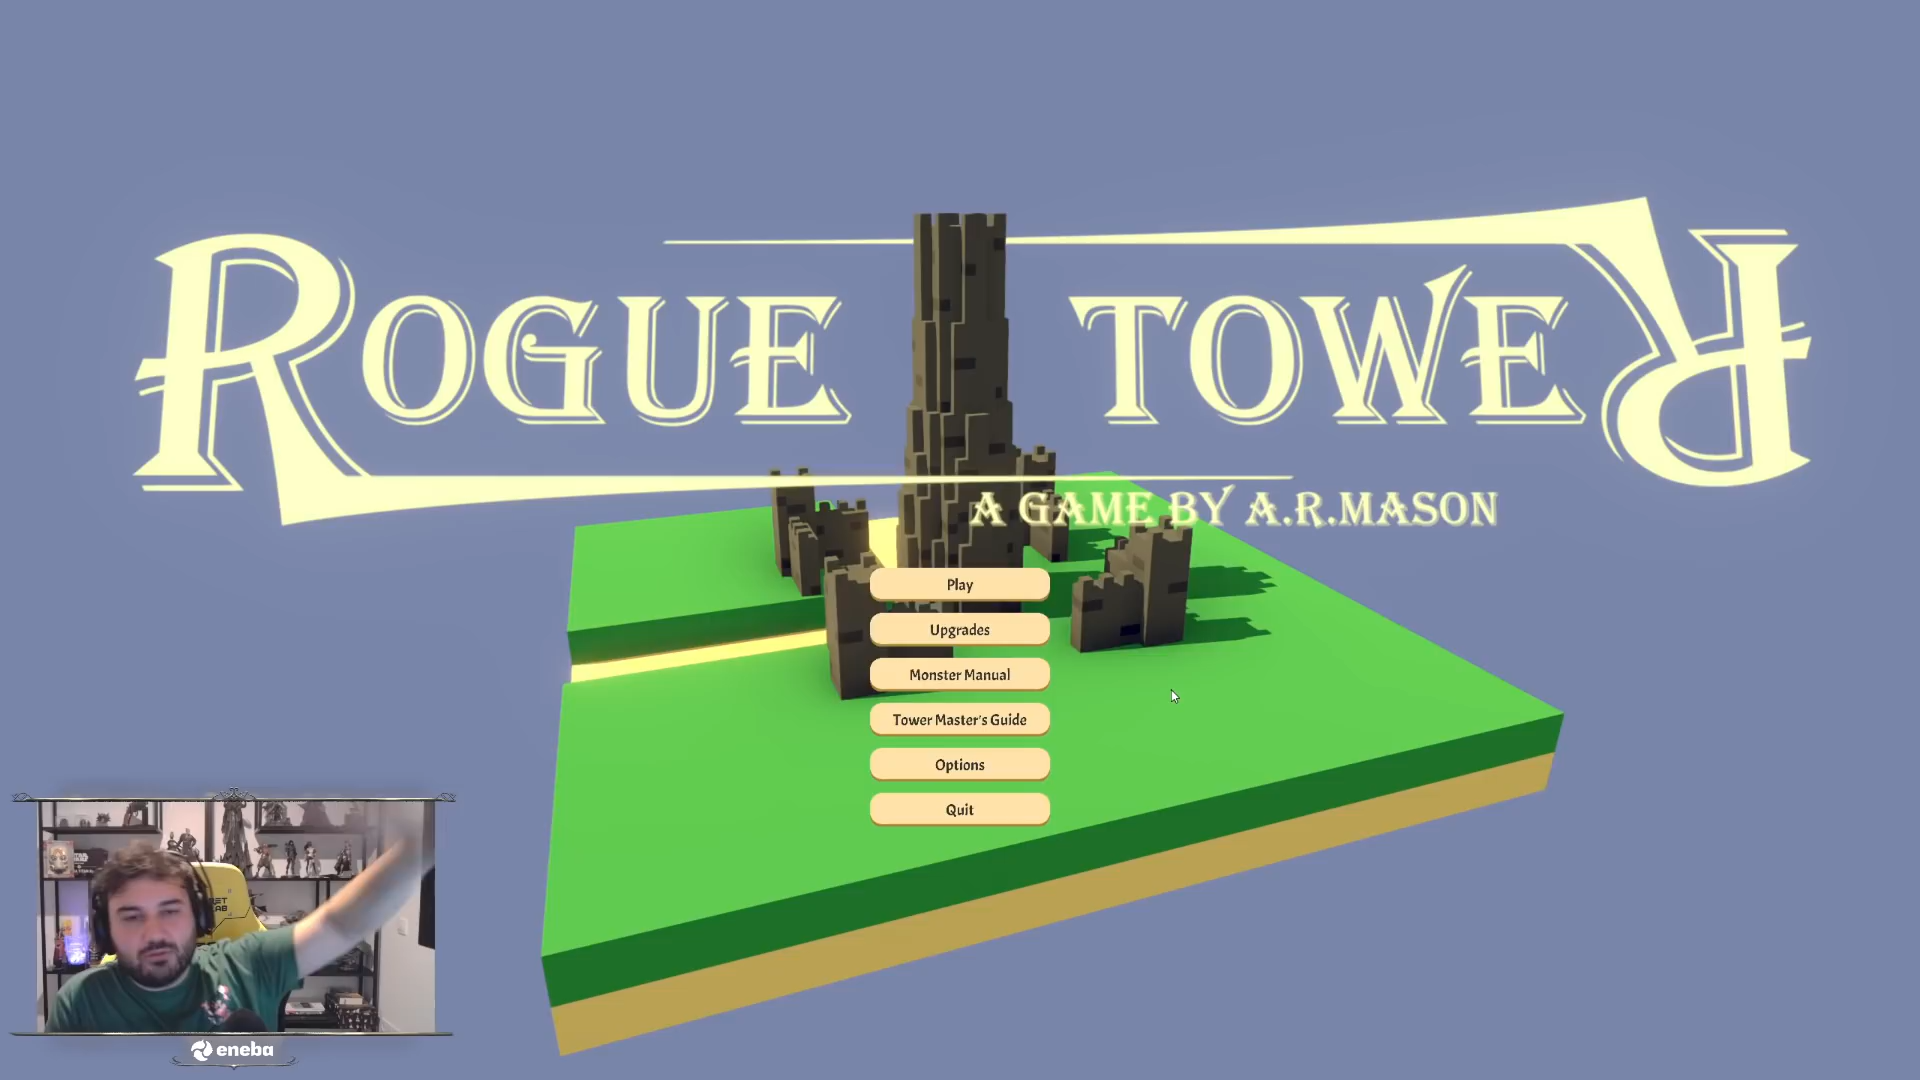 ROGUE TOWER
A GAME BY A.R.MASON
Play
Upgrades
Monster Manual
Tower Master's Guide
Options
Quit
eneba